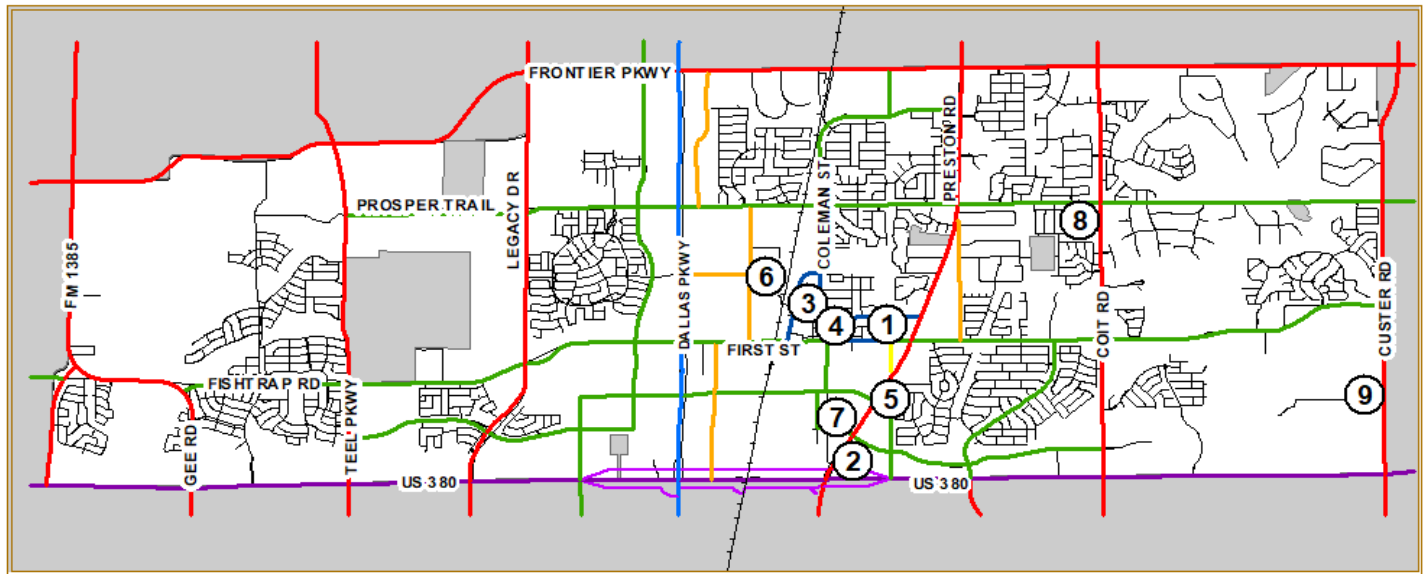 FRONTIER PKWY
PRESTON RD
COLEMAN ST
PROSPER TRAIL
LEGACY DR
8
FM 1385
DALLAS PKWY
6
3
COIT RD
CUSTER RD
4
1
FIRST ST
FISHTRAP RD
TEEL PKWY
GEE RD
5
9
7
2
US 380
US 380